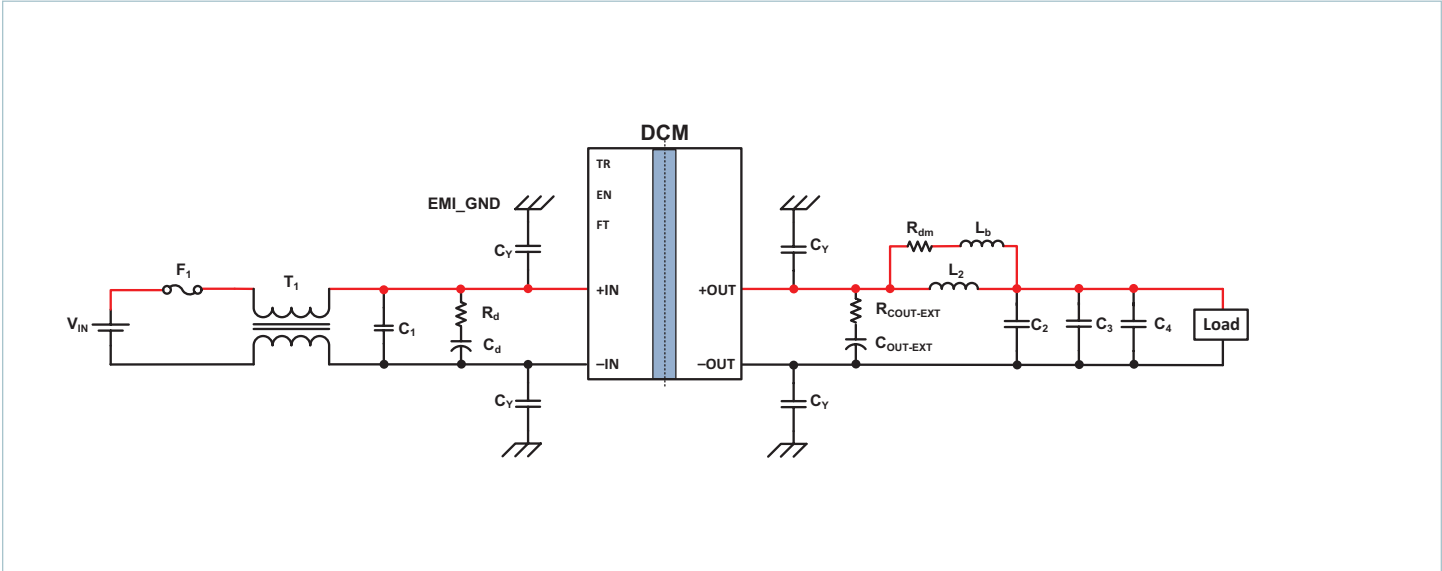 DCM
TR
EN
FT
EMI_GND
CY
CY
Rdm
Lb
F1
T1
L2
+IN
+OUT
VIN
C1
Rd
Cd
RCOUT-EXT
COUT-EXT
C2
C3
C4
Load
–IN
–OUT
CY
CY